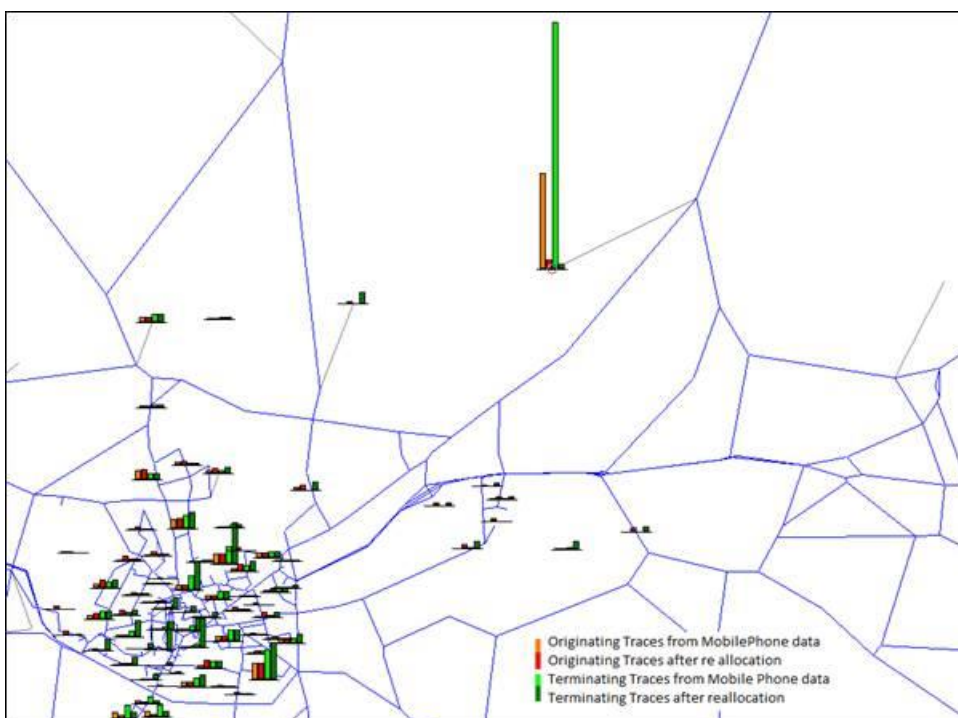 Originating Traces from MobilePhone data
Originating Traces after re allocation
Terminating Traces from Mobile Phone data
Terminating Traces after reallocation